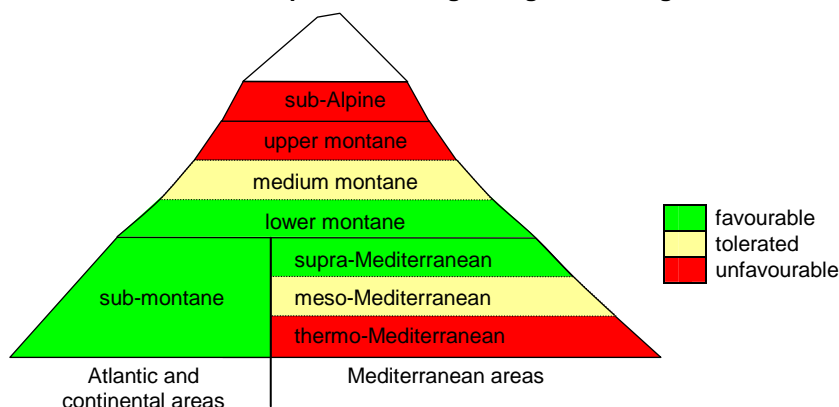 sub-Alpine
upper montane
medium montane
lower montane
supra-Mediterranean
sub-montane
meso-Mediterranean
thermo-Mediterranean
favourable
tolerated
unfavourable
Atlantic and
continental areas
Mediterranean areas